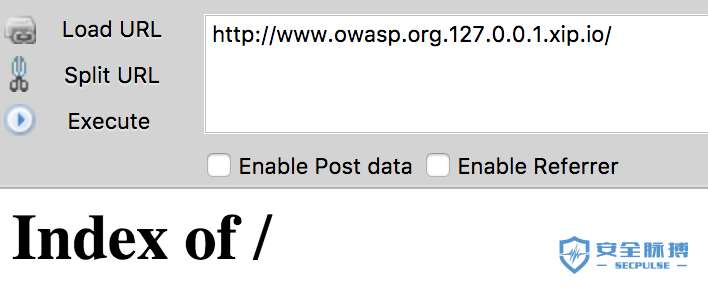 Load URL
http://www.owasp.org.127.0.0.1.xip.io/
Split URL
Execute
Enable Post data
Enable Referrer
Index of /
安全脉搏
SECPULSE